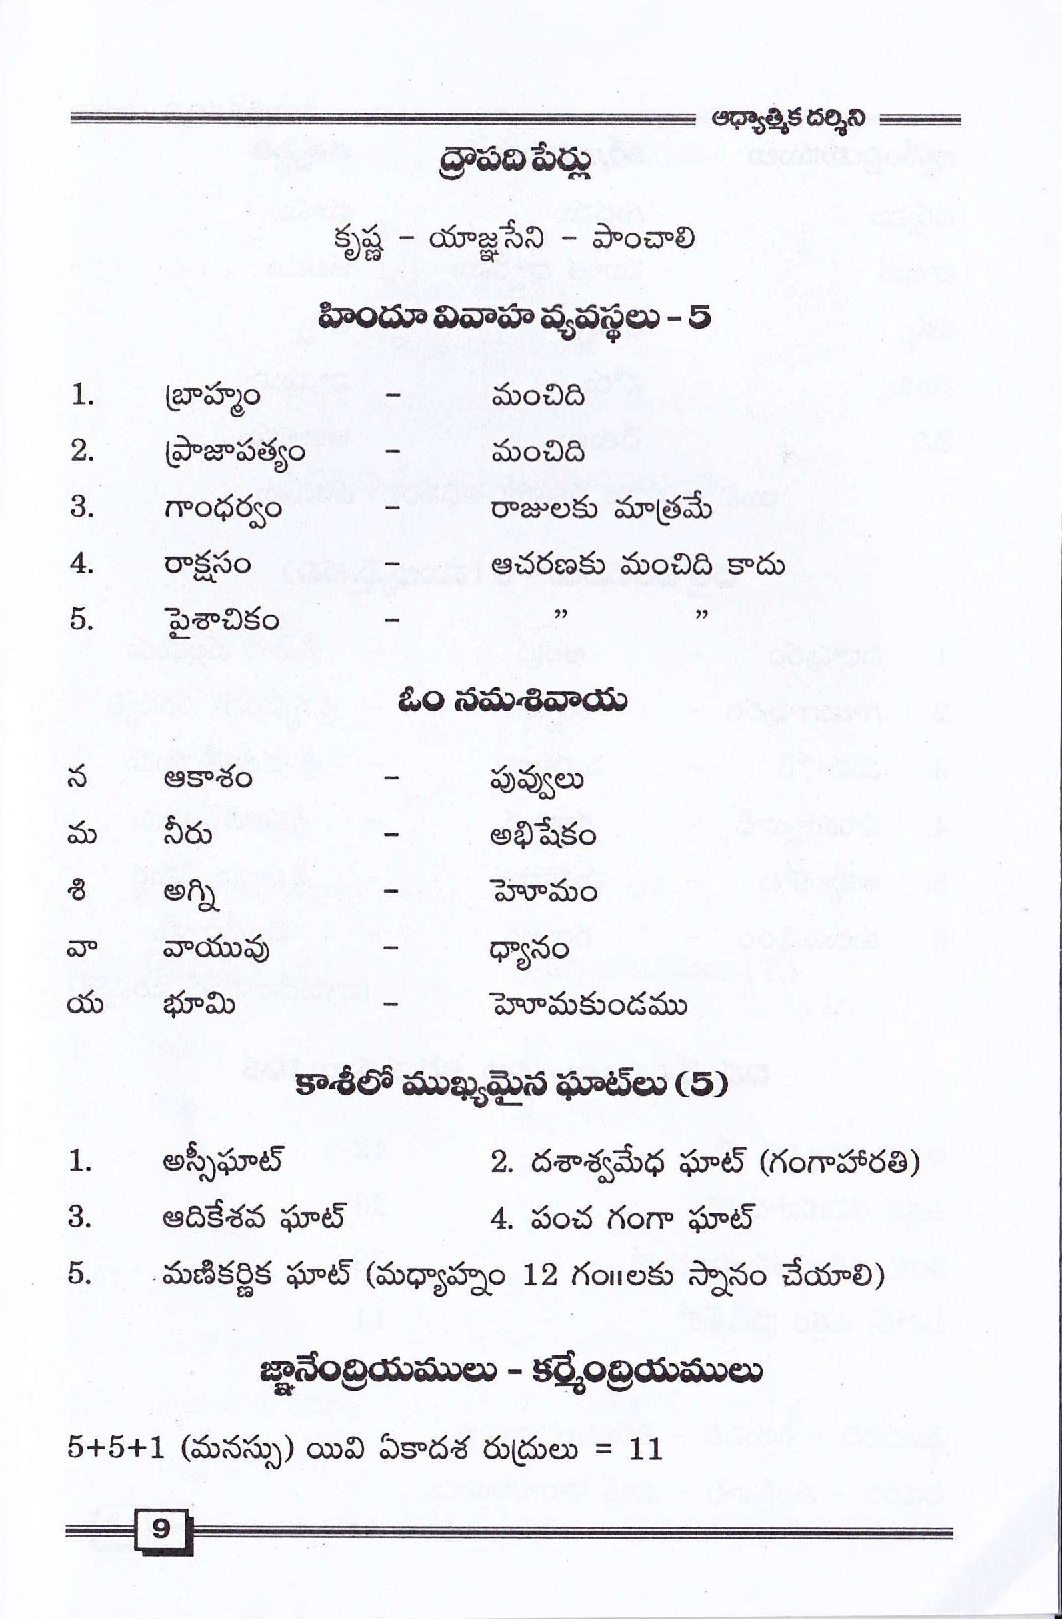 ఆధ్యాత్మిక దర్శిని
ద్రౌపది పేర్లు
కృష్ణ - యాజ్ఞసేని - పాంచాలి
హిందూ వివాహ వ్యవస్థలు - 5
1. బ్రాహ్మం - మంచిది
2. ప్రాజాపత్యం - మంచిది
3. గాంధర్వం - రాజులకు మాత్రమే
4. రాక్షసం - ఆచరణకు మంచిది కాదు
5. పైశాచికం - ” ”
ఓం నమశివాయ
న ఆకాశం - పువ్వులు
మ నీరు - అభిషేకం
శి అగ్ని - హోమం
వా వాయువు - ధ్యానం
య భూమి - హోమకుండము
కాశీలో ముఖ్యమైన ఘాట్‌లు (5)
1. అస్సీఘాట్ 2. దశాశ్వమేధ ఘాట్ (గంగాహారతి)
3. ఆదికేశవ ఘాట్ 4. పంచ గంగా ఘాట్
5. మణికర్ణిక ఘాట్ (మధ్యాహ్నం 12 గం॥లకు స్నానం చేయాలి)
జ్ఞానేంద్రియములు - కర్మేంద్రియములు
5+5+1 (మనస్సు) యివి ఏకాదశ రుద్రులు = 11
9